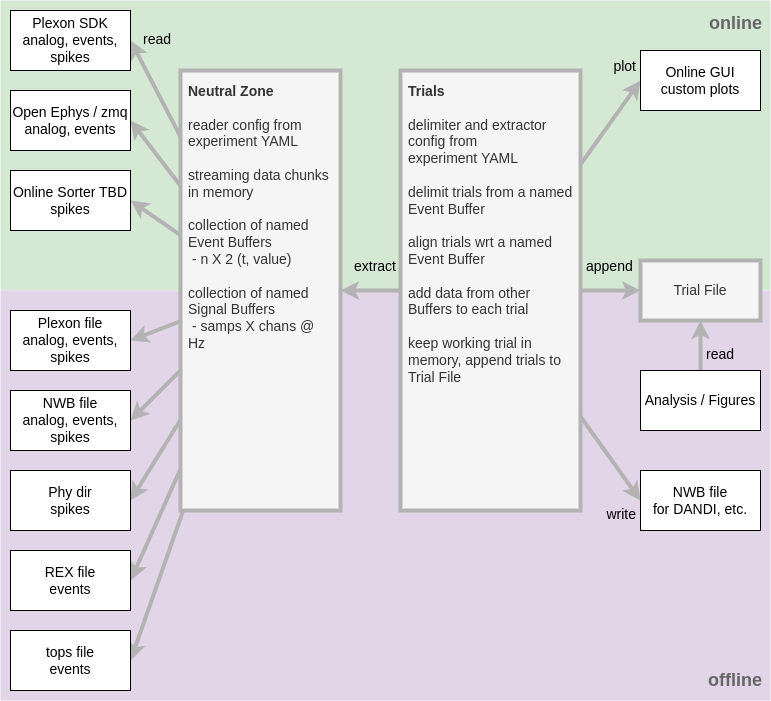 online
Plexon SDK
analog, events,
spikes
read
Open Ephys / zmq
analog, events
Online Sorter TBD
spikes
Plexon file
analog, events,
spikes
NWB file
analog, events,
spikes
Phy dir
spikes
REX file
events
tops file
events
Neutral Zone
reader config from
experiment YAML
streaming data chunks
in memory
collection of named
Event Buffers
- n X 2 (t, value)
collection of named
Signal Buffers
- samps X chans @
Hz
extract
Trials
delimiter and extractor
config from
experiment YAML
delimit trials from a named
Event Buffer
align trials wrt a named
Event Buffer
add data from other
Buffers to each trial
keep working trial in
memory, append trials to
Trial File
plot
Online GUI
custom plots
append
Trial File
read
Analysis / Figures
write
NWB file
for DANDI, etc.
offline